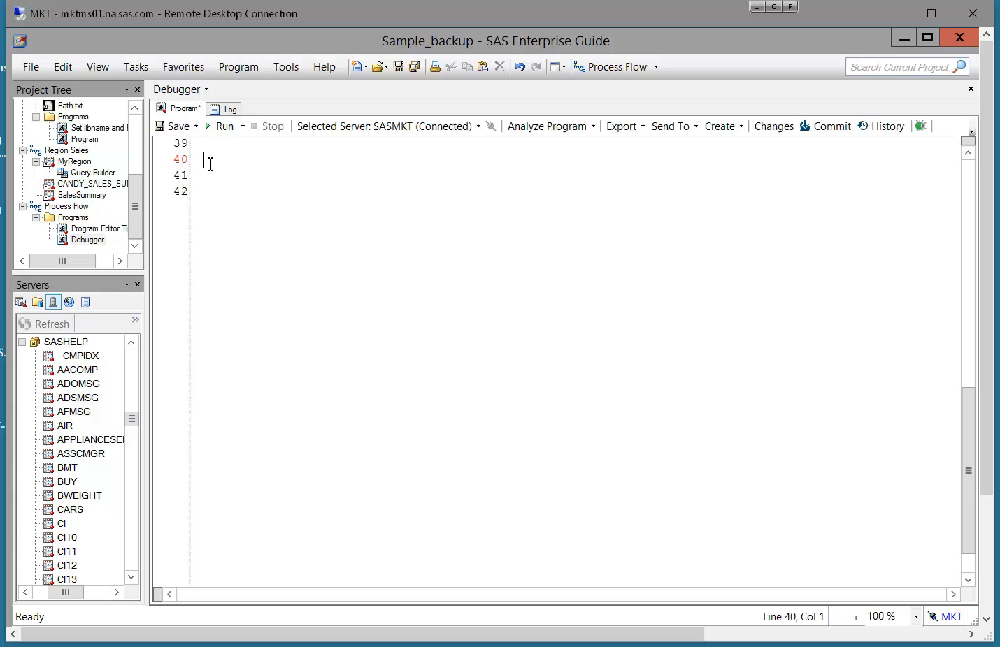 MKT - mktms01.na.sas.com - Remote Desktop Connection
W O R
Sample_backup - SAS Enterprise Guide
File Edit View Tasks Favorites Program Tools Help Process Flow Search Current Project
Project Tree
Path.txt
Programs
Set libname and
Program
Region Sales
MyRegion
Query Builder
CANDY_SALES_SU
SalesSummary
Process Flow
Programs
Program Editor Ti
Debugger
Servers
Refresh
SASHELP
_CMPIDX_
AACOMP
ADOMSG
ADSMSG
AFMSG
AIR
APPLIANCESE
ASSCMGR
BMT
BUY
BWEIGHT
CARS
CI
CI10
CI11
CI12
CI13
Debugger
Program* Log
Save Run Stop Selected Server: SASMKT (Connected) Analyze Program Export Send To Create Changes Commit History
39
40
41
42
Ready Line 40, Col 1 - + 100 % MKT